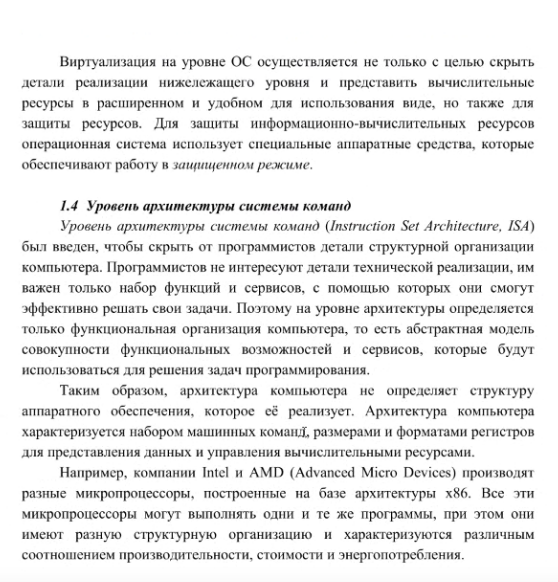 Виртуализация на уровне ОС осуществляется не только с целью скрыть
детали реализации нижележащего уровня и представить вычислительные
ресурсы в расширенном и удобном для использования виде, но также для
защиты ресурсов. Для защиты информационно-вычислительных ресурсов
операционная система использует специальные аппаратные средства, которые
обеспечивают работу в защищенном режиме.
1.4 Уровень архитектуры системы команд
Уровень архитектуры системы команд (Instruction Set Architecture, ISA)
был введен, чтобы скрыть от программистов детали структурной организации
компьютера. Программистов не интересуют детали технической реализации, им
важен только набор функций и сервисов, с помощью которых они смогут
эффективно решать свои задачи. Поэтому на уровне архитектуры определяется
только функциональная организация компьютера, то есть абстрактная модель
совокупности функциональных возможностей и сервисов, которые будут
использоваться для решения задач программирования.
Таким образом, архитектура компьютера не определяет структуру
аппаратного обеспечения, которое её реализует. Архитектура компьютера
характеризуется набором машинных команд, размерами и форматами регистров
для представления данных и управления вычислительными ресурсами.
Например, компании Intel и AMD (Advanced Micro Devices) производят
разные микропроцессоры, построенные на базе архитектуры x86. Все эти
микропроцессоры могут выполнять одни и те же программы, при этом они
имеют разную структурную организацию и характеризуются различным
соотношением производительности, стоимости и энергопотребления.